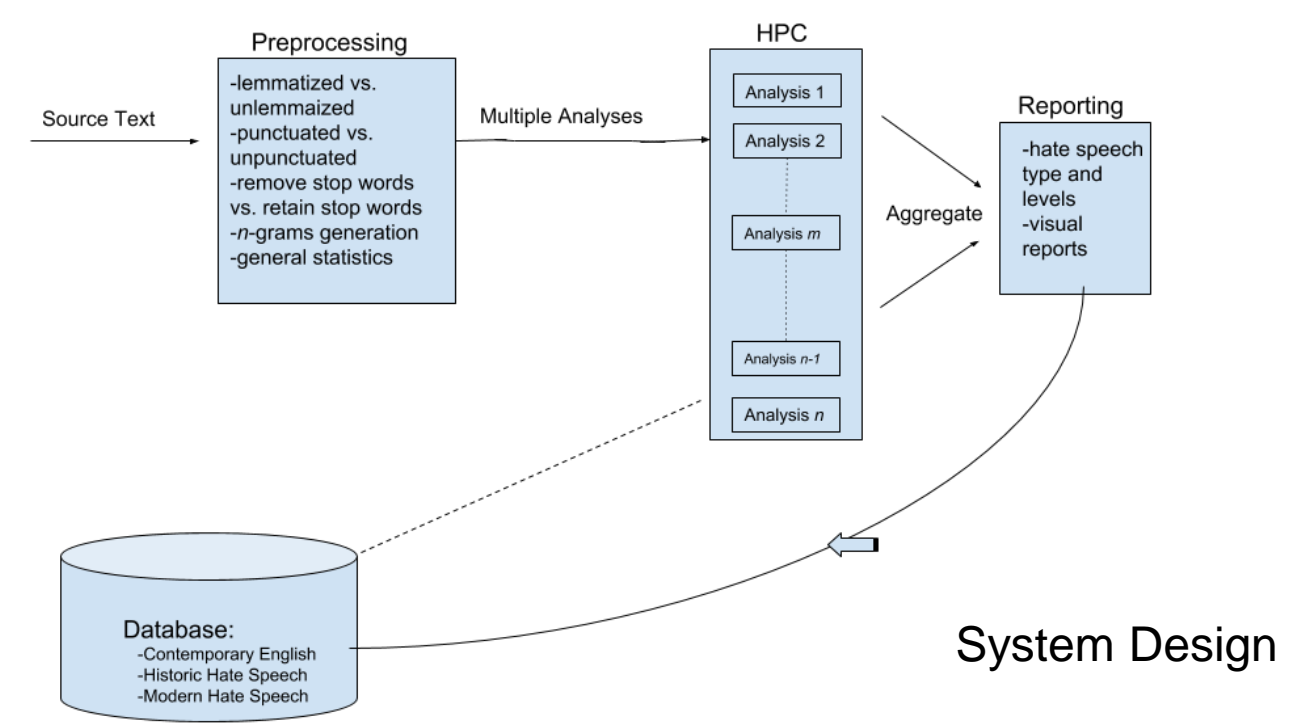 Source Text
Preprocessing
-lemmatized vs.
unlemmaized
-punctuated vs.
unpunctuated
-remove stop words
vs. retain stop words
-n-grams generation
-general statistics
Multiple Analyses
HPC
Analysis 1
Analysis 2
Analysis m
Analysis n-1
Analysis n
Aggregate
Reporting
-hate speech
type and
levels
-visual
reports
Database:
-Contemporary English
-Historic Hate Speech
-Modern Hate Speech
System Design